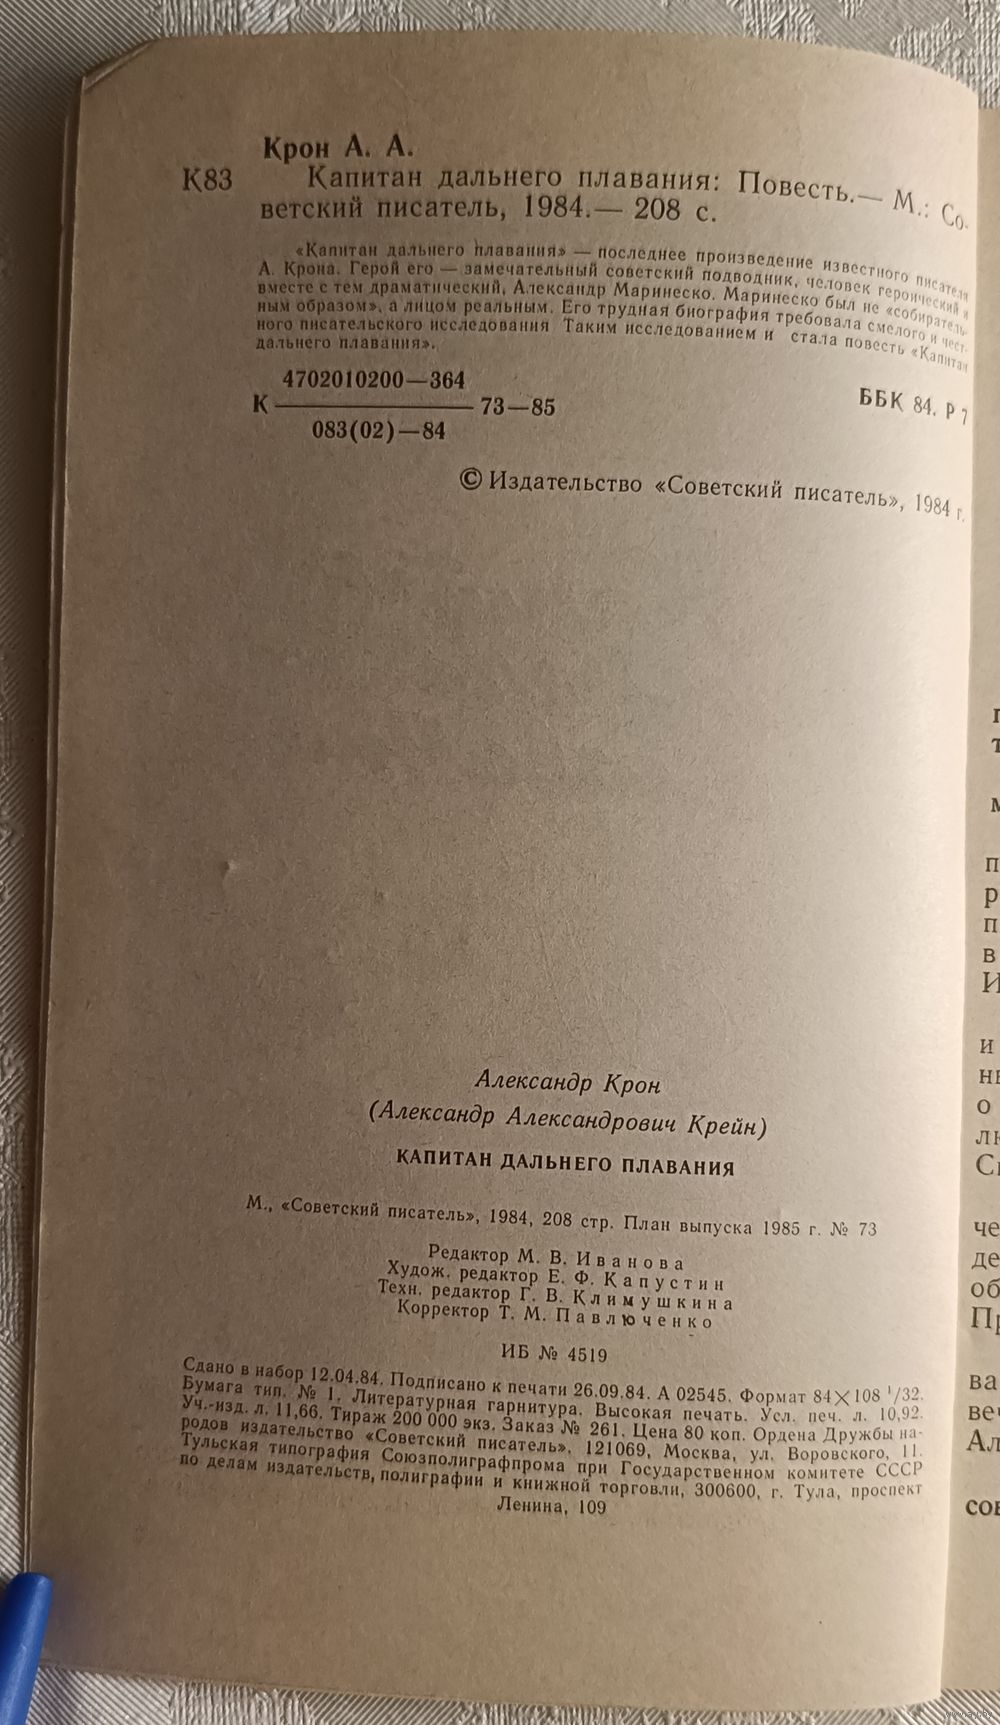 Крон А. А.
К83 Капитан дальнего плавания: Повесть.— М.: Со-
ветский писатель, 1984.— 208 с.
«Капитан дальнего плавания» — последнее произведение известного писателя
А. Крона. Герой его — замечательный советский подводник, человек героический и
вместе с тем драматический, Александр Маринеско. Маринеско был не «собиратель-
ным образом», а лицом реальным. Его трудная биография требовала смелого и чест-
ного писательского исследования Таким исследованием и стала повесть «Капитан
дальнего плавания».
4702010200—364
К ———— 73—85
083(02)—84
ББК 84. Р 7
© Издательство «Советский писатель», 1984 г.
Александр Крон
(Александр Александрович Крейн)
КАПИТАН ДАЛЬНЕГО ПЛАВАНИЯ
М., «Советский писатель», 1984, 208 стр. План выпуска 1985 г. № 73
Редактор М. В. Иванова
Худож. редактор Е. Ф. Капустин
Техн. редактор Г. В. Климушкина
Корректор Т. М. Павлюченко
ИБ № 4519
Сдано в набор 12.04.84. Подписано к печати 26.09.84. А 02545. Формат 84×108 1/32.
Бумага тип. № 1. Литературная гарнитура. Высокая печать. Усл. печ. л. 10,92.
Уч.-изд. л. 11,66. Тираж 200 000 экз. Заказ № 261. Цена 80 коп. Ордена Дружбы на-
родов издательство «Советский писатель», 121069, Москва, ул. Воровского, 11.
Тульская типография Союзполиграфпрома при Государственном комитете СССР
по делам издательств, полиграфии и книжной торговли, 300600, г. Тула, проспект
Ленина, 109